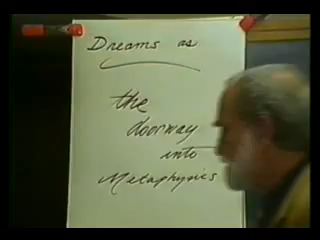 Dreams as
the
doorway
into
Metaphysics